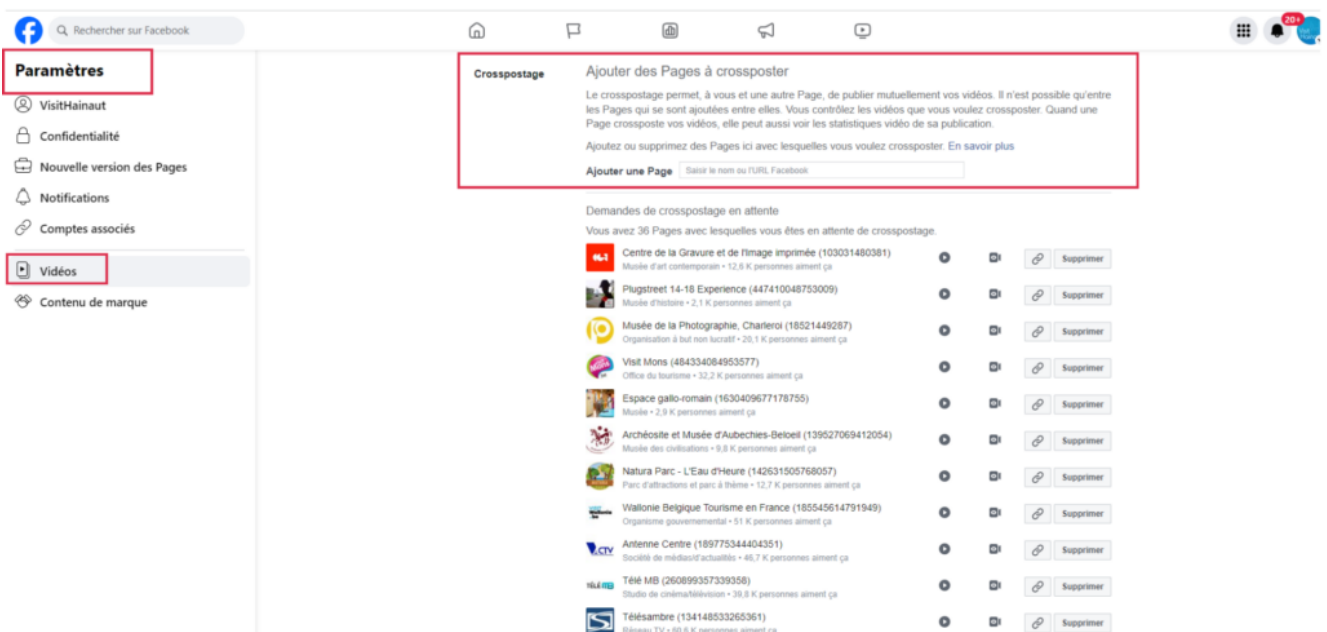 Rechercher sur Facebook
20+
Paramètres
VisitHainaut
Confidentialité
Nouvelle version des Pages
Notifications
Comptes associés
Vidéos
Contenu de marque
Crosspostage
Ajouter des Pages à crossposter
Le crosspostage permet, à vous et une autre Page, de publier mutuellement vos vidéos. Il n'est possible qu'entre
les Pages qui se sont ajoutées entre elles. Vous contrôlez les vidéos que vous voulez crossposter. Quand une
Page crossposte vos vidéos, elle peut aussi voir les statistiques vidéo de sa publication.
Ajoutez ou supprimez des Pages ici avec lesquelles vous voulez crossposter. En savoir plus
Ajouter une Page Saisir le nom ou l'URL Facebook
Demandes de crosspostage en attente
Vous avez 36 Pages avec lesquelles vous êtes en attente de crosspostage.
Centre de la Gravure et de l'Image imprimée (103031480381)
Musée d'art contemporain • 12,6 K personnes aiment ça
Supprimer
Plugstreet 14-18 Experience (447410048753009)
Musée d'histoire • 2,1 K personnes aiment ça
Supprimer
Musée de la Photographie, Charleroi (18521449287)
Organisation à but non lucratif • 20,1 K personnes aiment ça
Supprimer
Visit Mons (484334084953577)
Office du tourisme • 32,2 K personnes aiment ça
Supprimer
Espace gallo-romain (1630409677178755)
Musée • 2,9 K personnes aiment ça
Supprimer
Archéosite et Musée d'Aubechies-Beloeil (139527069412054)
Musée des civilisations • 9,8 K personnes aiment ça
Supprimer
Natura Parc - L'Eau d'Heure (142631505768057)
Parc d'attractions et parc à thème • 12,7 K personnes aiment ça
Supprimer
Wallonie Belgique Tourisme en France (185545614791949)
Organisme gouvernemental • 51 K personnes aiment ça
Supprimer
CTV
Antenne Centre (189775344404351)
Société de médias/d'actualités • 46,7 K personnes aiment ça
Supprimer
TÉLÉ MB
Télé MB (260899357339358)
Studio de cinéma/télévision • 39,8 K personnes aiment ça
Supprimer
Télésambre (134148533265361)
Réseau TV • 60,6 K personnes aiment ça
Supprimer